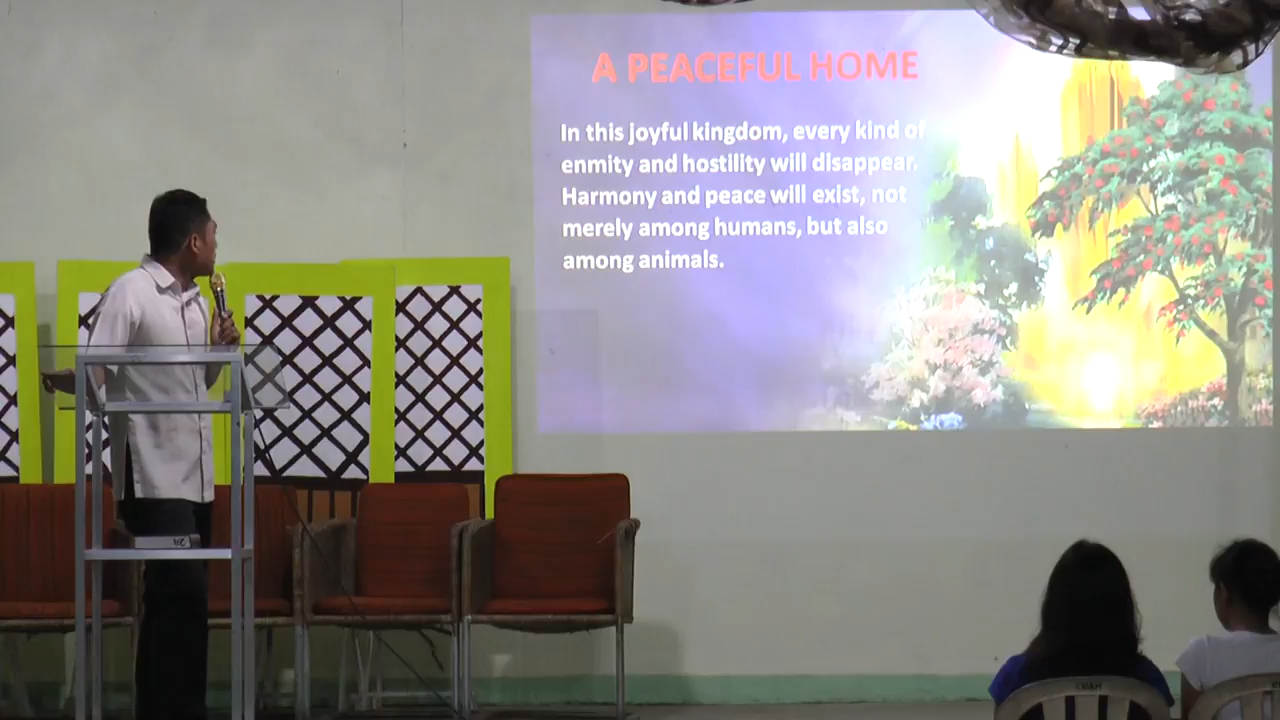 A PEACEFUL HOME
In this joyful kingdom, every kind of
enmity and hostility will disappear.
Harmony and peace will exist, not
merely among humans, but also
among animals.